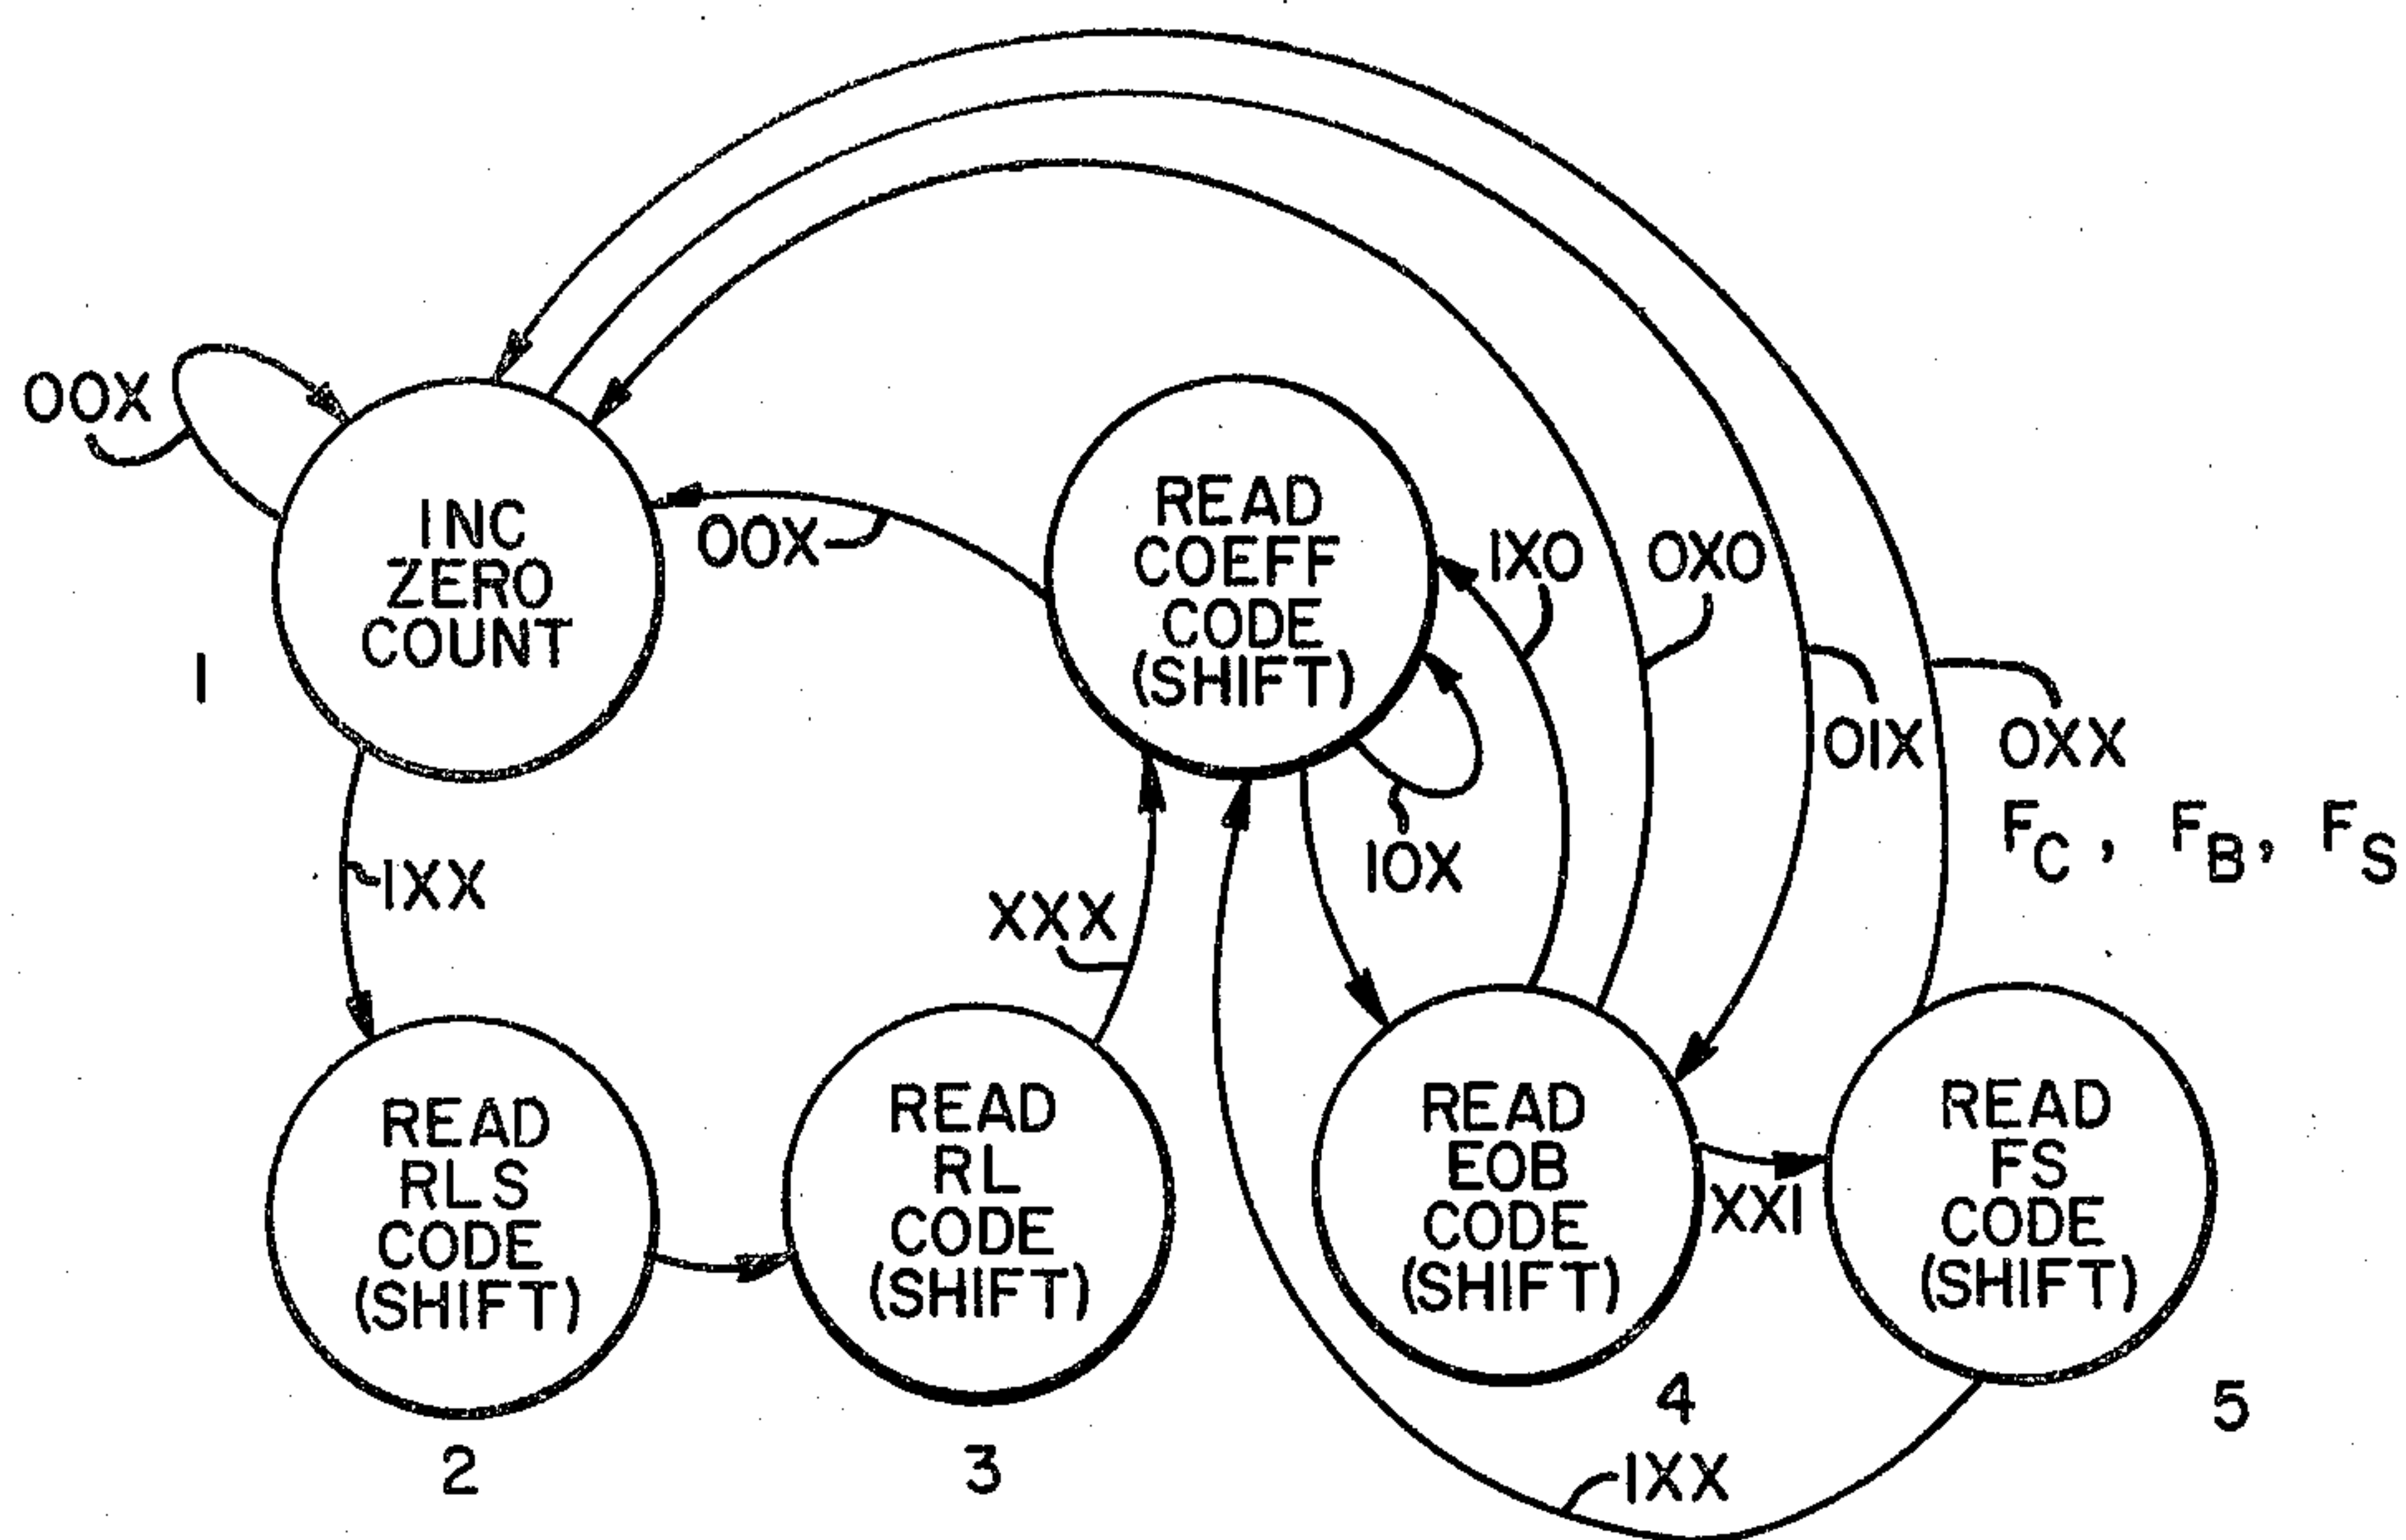 00X
INC
ZERO
COUNT
1
00X
READ
COEFF
CODE
(SHIFT)
1X0
0X0
01X
0XX
FC, FB, FS
10X
1XX
XXX
READ
RLS
CODE
(SHIFT)
2
READ
RL
CODE
(SHIFT)
3
READ
EOB
CODE
(SHIFT)
4
XX1
READ
FS
CODE
(SHIFT)
5
1XX